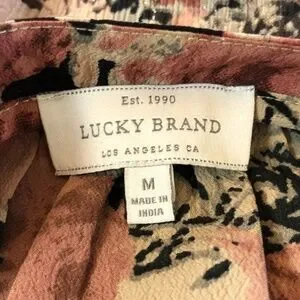 Est. 1990
LUCKY BRAND
LOS ANGELES CA
M
MADE IN
INDIA